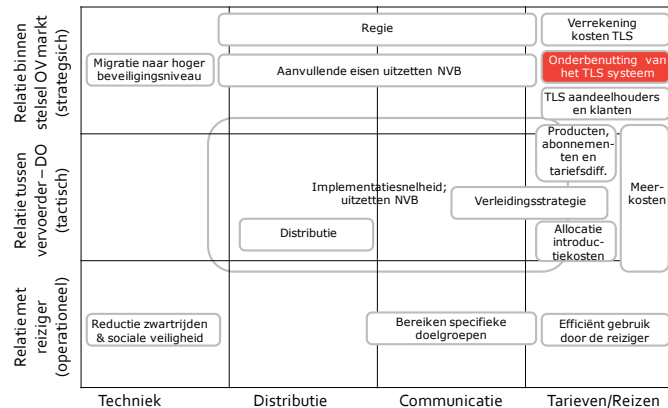 Relatie binnen
stelsel OV markt
(strategsich)
Regie
Verrekening
kosten TLS
Migratie naar hoger
beveiligingsniveau
Aanvullende eisen uitzetten NVB
Onderbenutting van
het TLS systeem
TLS aandeelhouders
en klanten
Relatie tussen
vervoerder – DO
(tactisch)
Producten,
abonnemen-
ten en
tariefsdiff.
Implementatiesnelheid;
uitzetten NVB
Verleidingsstrategie
Meer-
kosten
Distributie
Allocatie
introduc-
tiekosten
Relatie met
reiziger
(operationeel)
Reductie zwartrijden
& sociale veiligheid
Bereiken specifieke
doelgroepen
Efficiënt gebruik
door de reiziger
Techniek
Distributie
Communicatie
Tarieven/Reizen